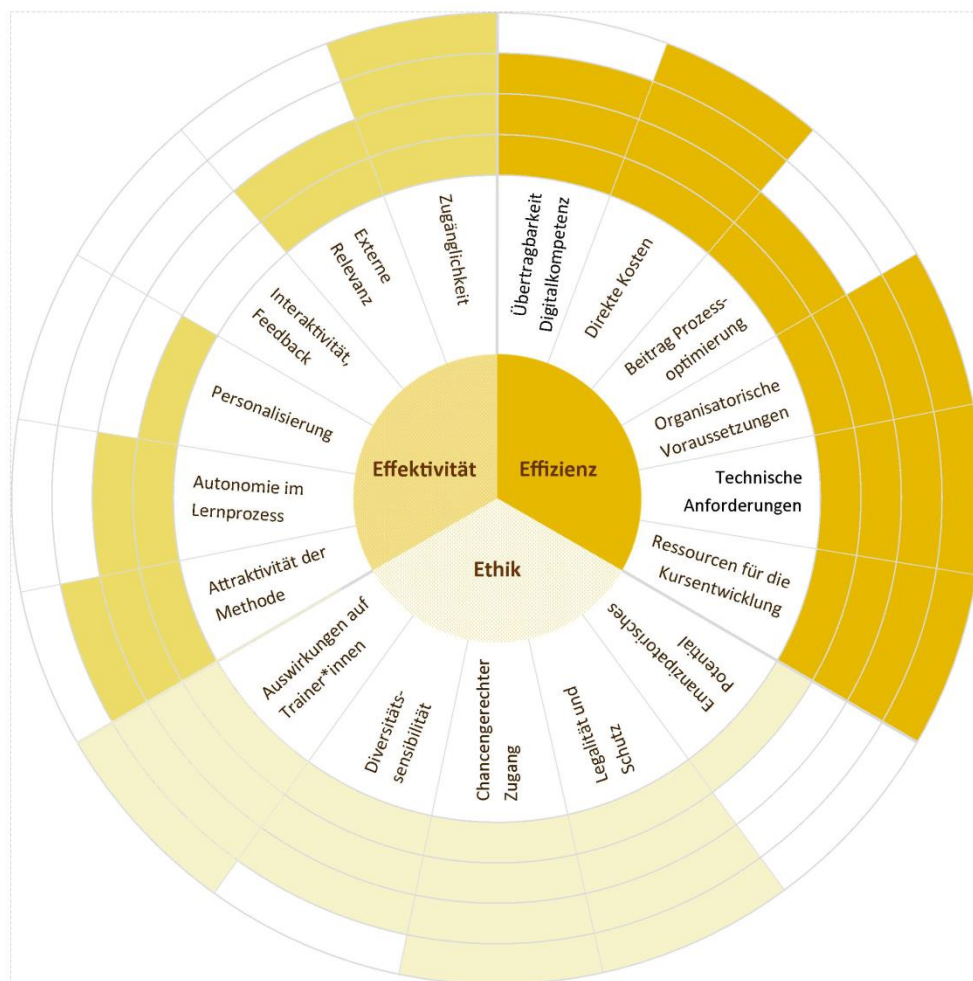 Zugänglichkeit
Übertragbarkeit
Digitalkompetenz
Direkte Kosten
Beitrag Prozess-
optimierung
Organisatorische
Voraussetzungen
Technische
Anforderungen
Ressourcen für die
Kursentwicklung
Emanzipatorisches
Potential
Legalität und
Schutz
Chancengerechter
Zugang
Diversitäts-
sensibilität
Auswirkungen auf
Trainer*innen
Attraktivität der
Methode
Autonomie im
Lernprozess
Personalisierung
Interaktivität,
Feedback
Externe
Relevanz
Effektivität
Effizienz
Ethik